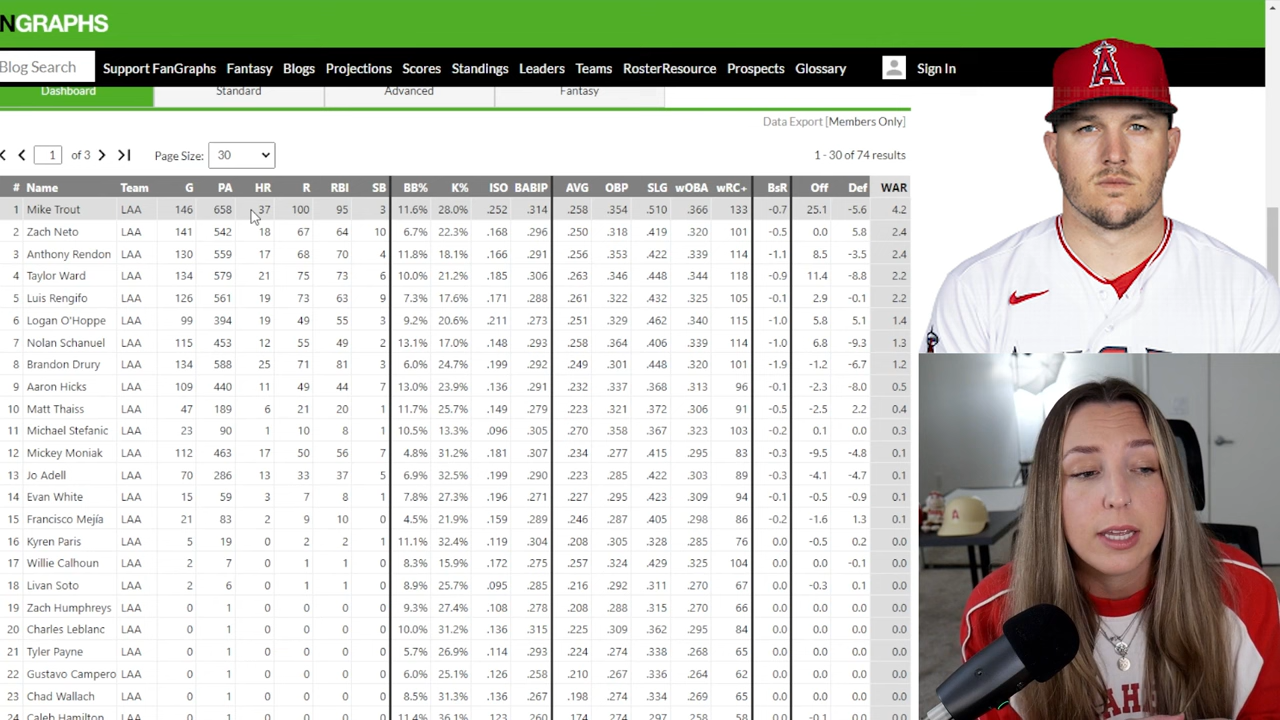 NGRAPHS
Blog Search Support FanGraphs Fantasy Blogs Projections Scores Standings Leaders Teams RosterResource Prospects Glossary Sign In
Dashboard Standard Advanced Fantasy
Data Export [Members Only]
1 of 3 Page Size: 30 1 - 30 of 74 results
# Name Team G PA HR R RBI SB BB% K% ISO BABIP AVG OBP SLG wOBA wRC+ BsR Off Def WAR
1 Mike Trout LAA 146 658 37 100 95 3 11.6% 28.0% .252 .314 .258 .354 .510 .366 133 -0.7 25.1 -5.6 4.2
2 Zach Neto LAA 141 542 18 67 64 10 6.7% 22.3% .168 .296 .250 .318 .419 .320 101 -0.5 0.0 5.8 2.4
3 Anthony Rendon LAA 130 559 17 68 70 4 11.8% 18.1% .166 .291 .256 .353 .422 .339 114 -1.1 8.5 -3.5 2.4
4 Taylor Ward LAA 134 579 21 75 73 6 10.0% 21.2% .185 .306 .263 .346 .448 .344 118 -0.9 11.4 -8.8 2.2
5 Luis Rengifo LAA 126 561 19 73 63 9 7.3% 17.6% .171 .288 .261 .322 .432 .325 105 -0.1 2.9 -0.1 2.2
6 Logan O'Hoppe LAA 99 394 19 49 55 3 9.2% 20.6% .211 .273 .251 .329 .462 .340 115 -1.0 5.8 5.1 1.4
7 Nolan Schanuel LAA 115 453 12 55 49 2 13.1% 17.0% .148 .293 .258 .364 .406 .339 114 -1.0 6.8 -9.3 1.3
8 Brandon Drury LAA 134 588 25 71 81 3 6.0% 24.7% .199 .292 .249 .301 .448 .320 101 -1.9 -1.2 -6.7 1.2
9 Aaron Hicks LAA 109 440 11 49 44 7 13.0% 23.9% .136 .291 .232 .337 .368 .313 96 -0.1 -2.3 -8.0 0.5
10 Matt Thaiss LAA 47 189 6 21 20 1 11.7% 25.7% .149 .279 .223 .321 .372 .306 91 -0.5 -2.5 2.2 0.4
11 Michael Stefanic LAA 23 90 1 10 8 1 10.5% 13.3% .096 .305 .270 .358 .367 .323 103 -0.2 0.1 0.0 0.3
12 Mickey Moniak LAA 112 463 17 50 56 7 4.8% 31.2% .181 .307 .234 .277 .415 .295 83 -0.3 -9.5 -4.8 0.1
13 Jo Adell LAA 70 286 13 33 37 5 6.9% 32.5% .199 .290 .223 .285 .422 .303 89 -0.3 -4.1 -4.7 0.1
14 Evan White LAA 15 59 3 7 8 1 7.8% 27.3% .196 .271 .227 .295 .423 .309 94 -0.1 -0.5 -0.9 0.1
15 Francisco Mejía LAA 21 83 2 9 10 0 4.5% 21.9% .159 .289 .246 .287 .405 .298 86 -0.2 -1.6 1.3 0.1
16 Kyren Paris LAA 5 19 0 2 2 1 11.1% 32.4% .119 .304 .208 .305 .328 .285 76 0.0 -0.5 0.2 0.0
17 Willie Calhoun LAA 2 7 0 1 1 0 8.3% 15.9% .172 .275 .257 .324 .429 .325 104 0.0 0.0 -0.1 0.0
18 Livan Soto LAA 2 6 0 1 1 0 8.9% 25.7% .095 .285 .216 .292 .311 .270 67 0.0 -0.3 0.1 0.0
19 Zach Humphreys LAA 1 0 0 0 0 9.3% 27.4% .108 .278 .208 .288 .315 .270 66 0.0 0.0 0.0 0.0
20 Charles Leblanc LAA 1 0 0 0 0 10.0% 31.2% .136 .315 .225 .309 .362 .295 84 0.0 0.0 0.0 0.0
21 Tyler Payne LAA 1 0 0 0 0 5.7% 26.9% .114 .293 .224 .274 .338 .268 65 0.0 0.0 0.0 0.0
22 Gustavo Campero LAA 1 0 0 0 0 6.0% 25.1% .126 .258 .210 .267 .336 .264 62 0.0 0.0 0.0 0.0
23 Chad Wallach LAA 1 0 0 0 0 8.5% 31.3% .136 .267 .198 .274 .334 .269 65 0.0 0.0 0.0 0.0
24 Caleb Hamilton LAA 1 0 0 0 0 11.4% 36.1% .123 .260 .174 .274 .297 .258 58 0.0 -0.1 0.0 0.0
A